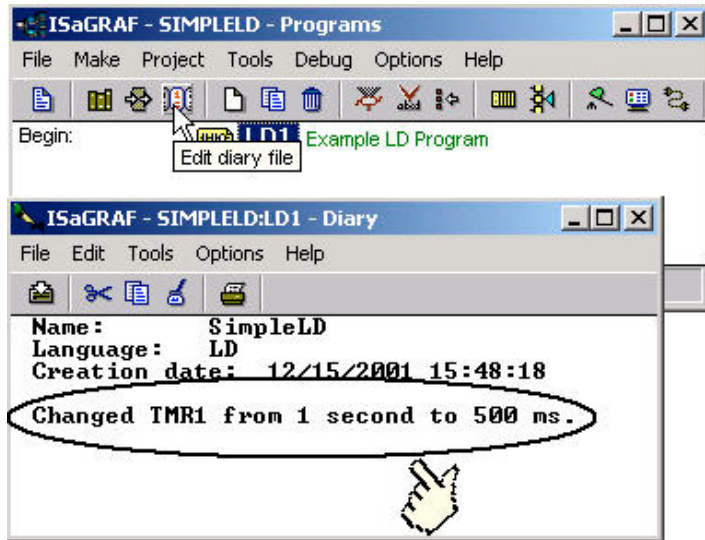 ISaGRAF - SIMPLELD - Programs
File Make Project Tools Debug Options Help
Begin: LD1 Example LD Program
Edit diary file
ISaGRAF - SIMPLELD:LD1 - Diary
File Edit Tools Options Help
Name: SimpleLD
Language: LD
Creation date: 12/15/2001 15:48:18
Changed TMR1 from 1 second to 500 ms.